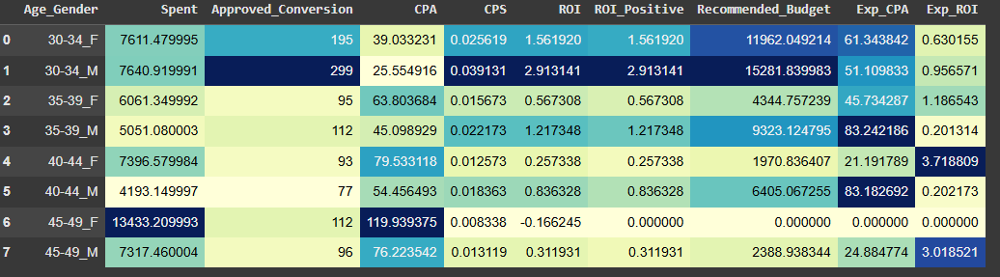 Age_Gender Spent Approved_Conversion CPA CPS ROI ROI_Positive Recommended_Budget Exp_CPA Exp_ROI
0 30-34_F 7611.479995 195 39.033231 0.025619 1.561920 1.561920 11962.049214 61.343842 0.630155
1 30-34_M 7640.919991 299 25.554916 0.039131 2.913141 2.913141 15281.839983 51.109833 0.956571
2 35-39_F 6061.349992 95 63.803684 0.015673 0.567308 0.567308 4344.757239 45.734287 1.186543
3 35-39_M 5051.080003 112 45.098929 0.022173 1.217348 1.217348 9323.124795 83.242186 0.201314
4 40-44_F 7396.579984 93 79.533118 0.012573 0.257338 0.257338 1970.836407 21.191789 3.718809
5 40-44_M 4193.149997 77 54.456493 0.018363 0.836328 0.836328 6405.067255 83.182692 0.202173
6 45-49_F 13433.209993 112 119.939375 0.008338 -0.166245 0.000000 0.000000 0.000000 0.000000
7 45-49_M 7317.460004 96 76.223542 0.013119 0.311931 0.311931 2388.938344 24.884774 3.018521